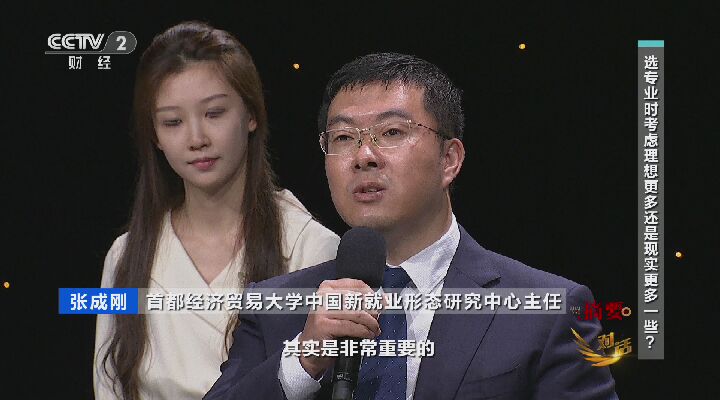 CCTV 2
财经
选专业时考虑理想更多还是现实更多一些？
张成刚
首都经济贸易大学中国新就业形态研究中心主任
摘要
对话
其实是非常重要的